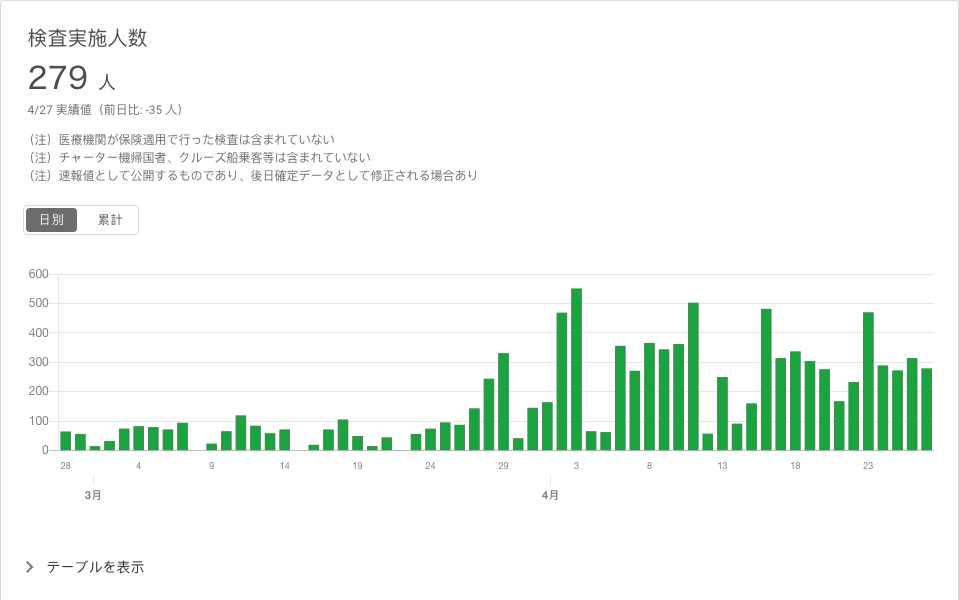 検査実施人数
279 人
4/27 実績値（前日比: -35 人）
（注）医療機関が保険適用で行った検査は含まれていない
（注）チャーター機帰国者、クルーズ船乗客等は含まれていない
（注）速報値として公開するものであり、後日確定データとして修正される場合あり
日別 累計
600
500
400
300
200
100
0
28 4 9 14 19 24 29 3 8 13 18 23
3月 4月
テーブルを表示